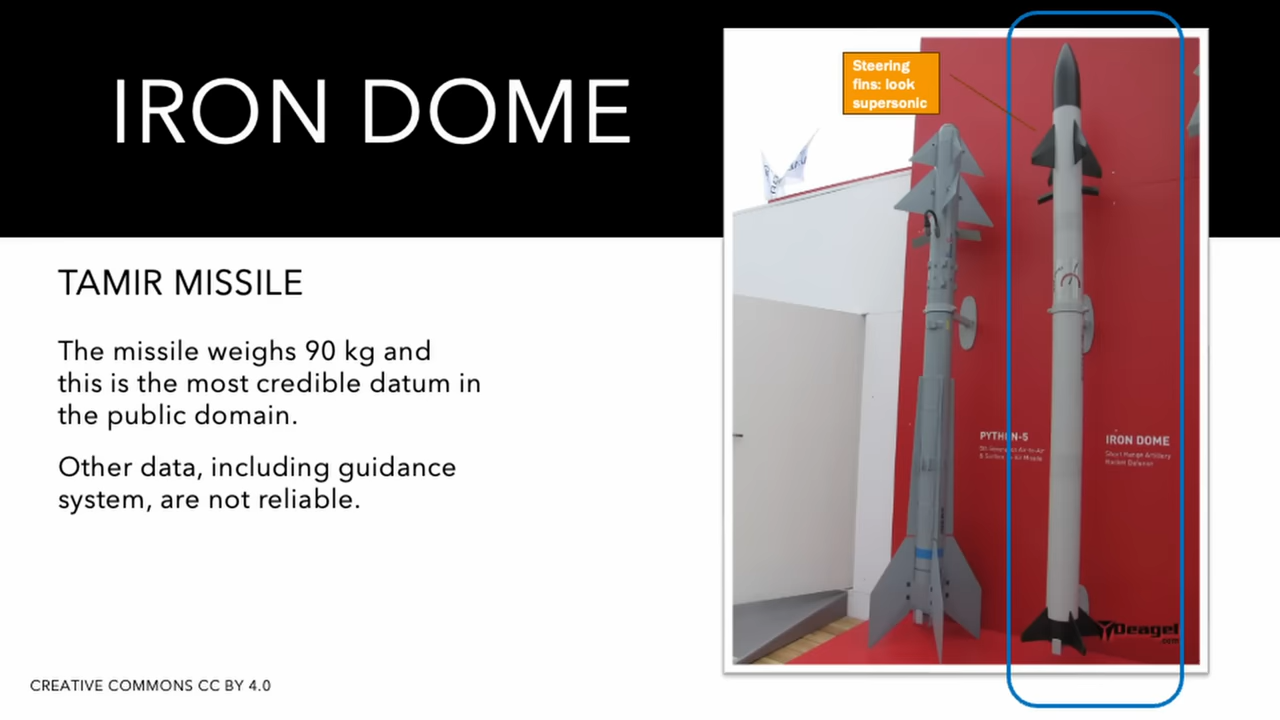 IRON DOME
Steering
fins: look
supersonic
TAMIR MISSILE
The missile weighs 90 kg and
this is the most credible datum in
the public domain.
Other data, including guidance
system, are not reliable.
PYTHON-5
IRON DOME
Short Range Artillery
Rocket Defense
Deagel
.com
CREATIVE COMMONS CC BY 4.0